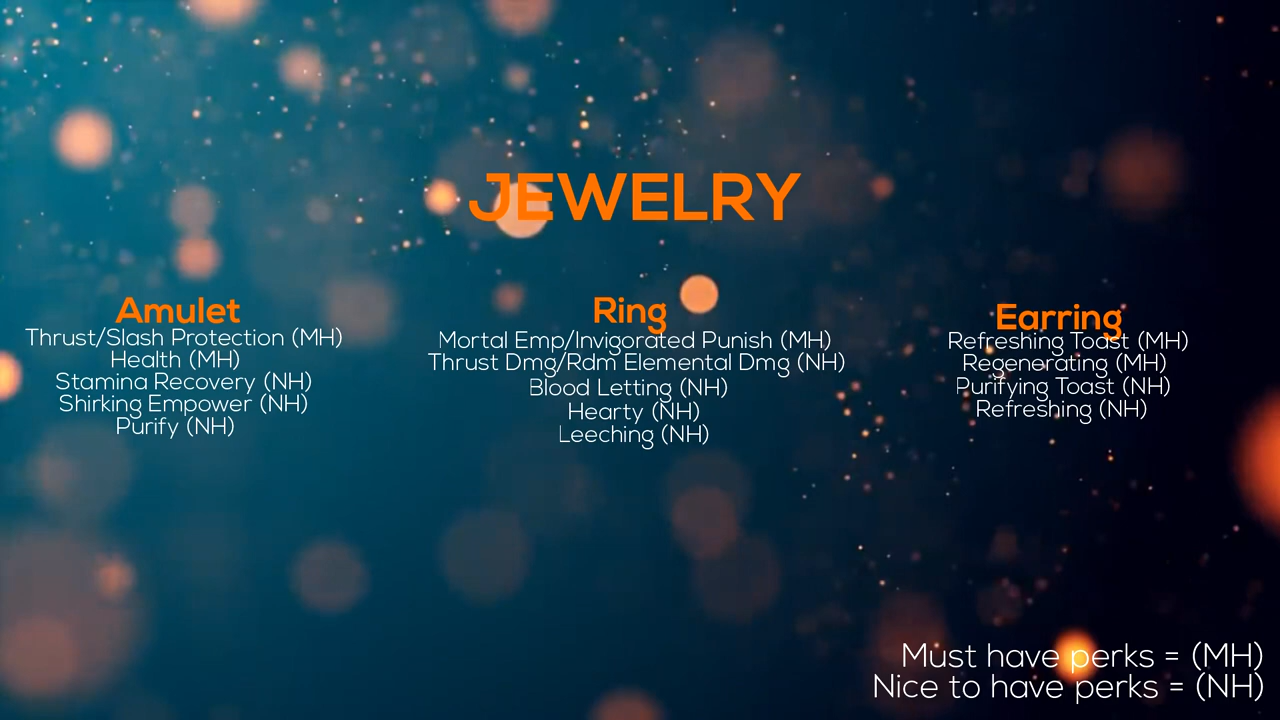 JEWELRY
Amulet
Thrust/Slash Protection (MH)
Health (MH)
Stamina Recovery (NH)
Shirking Empower (NH)
Purify (NH)
Ring
Mortal Emp/Invigorated Punish (MH)
Thrust Dmg/Rdm Elemental Dmg (NH)
Blood Letting (NH)
Hearty (NH)
Leeching (NH)
Earring
Refreshing Toast (MH)
Regenerating (MH)
Purifying Toast (NH)
Refreshing (NH)
Must have perks = (MH)
Nice to have perks = (NH)